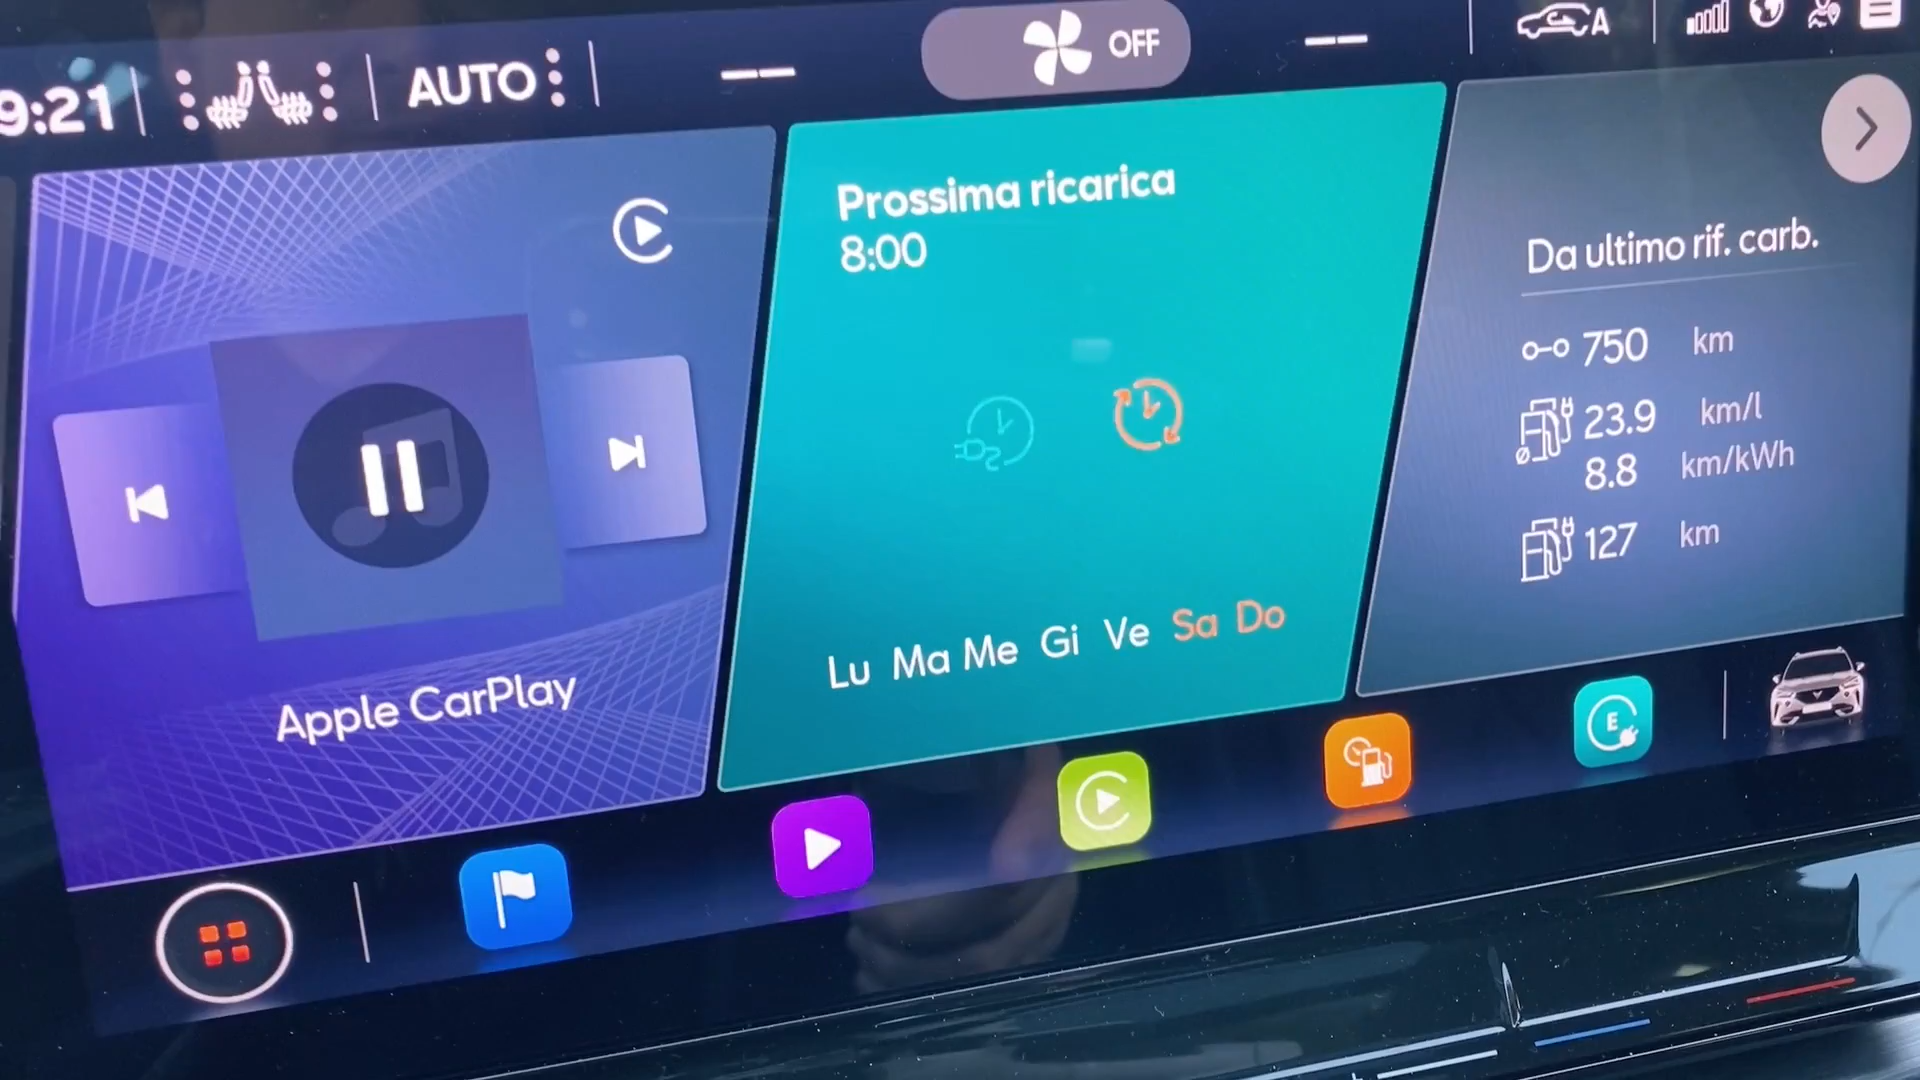 9:21
AUTO
OFF
A
Prossima ricarica
8:00
Lu Ma Me Gi Ve Sa Do
Da ultimo rif. carb.
750 km
23.9 km/l
8.8 km/kWh
127 km
Apple CarPlay
E